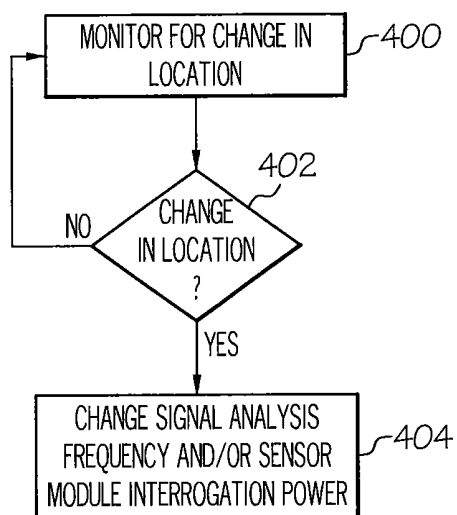 MONITOR FOR CHANGE IN
LOCATION
400
402
CHANGE
IN LOCATION
?
NO
YES
CHANGE SIGNAL ANALYSIS
FREQUENCY AND/OR SENSOR
MODULE INTERROGATION POWER
404